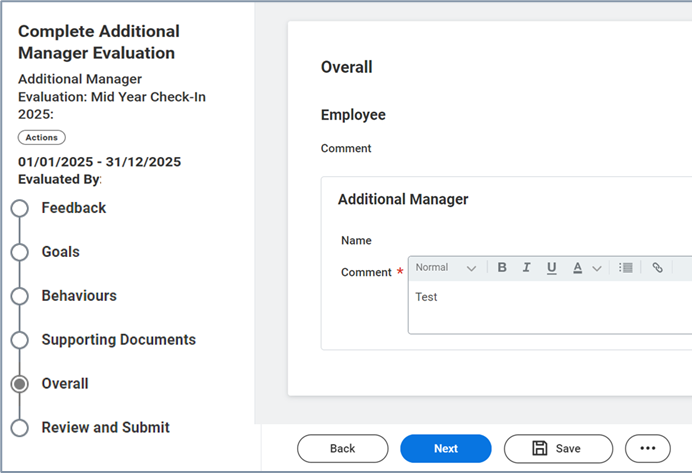 Complete Additional
Manager Evaluation
Additional Manager
Evaluation: Mid Year Check-In
2025:
Actions
01/01/2025 - 31/12/2025
Evaluated By:
Feedback
Goals
Behaviours
Supporting Documents
Overall
Review and Submit
Overall
Employee
Comment
Additional Manager
Name
Comment *
Normal B I U A
Test
Back Next Save